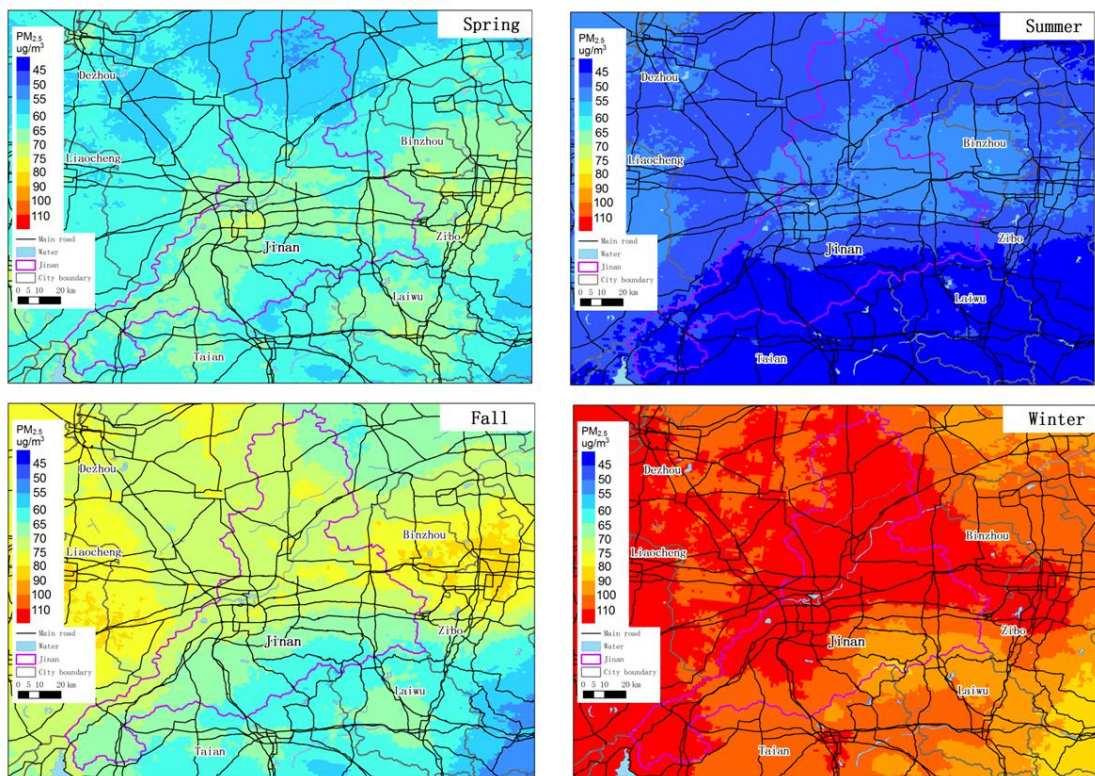 Spring
PM2.5
ug/m3
45
50
55
60
65
70
75
80
90
100
110
Main road
Water
Jinan
City boundary
0 5 10 20 km
Dezhou
Liaocheng
Binzhou
Zibo
Jinan
Laiwu
Taian
Summer
PM2.5
ug/m3
45
50
55
60
65
70
75
80
90
100
110
Main road
Water
Jinan
City boundary
0 5 10 20 km
Dezhou
Liaocheng
Binzhou
Zibo
Jinan
Laiwu
Taian
Fall
PM2.5
ug/m3
45
50
55
60
65
70
75
80
90
100
110
Main road
Water
Jinan
City boundary
0 5 10 20 km
Dezhou
Liaocheng
Binzhou
Zibo
Jinan
Laiwu
Taian
Winter
PM2.5
ug/m3
45
50
55
60
65
70
75
80
90
100
110
Main road
Water
Jinan
City boundary
0 5 10 20 km
Dezhou
Liaocheng
Binzhou
Zibo
Jinan
Laiwu
Taian